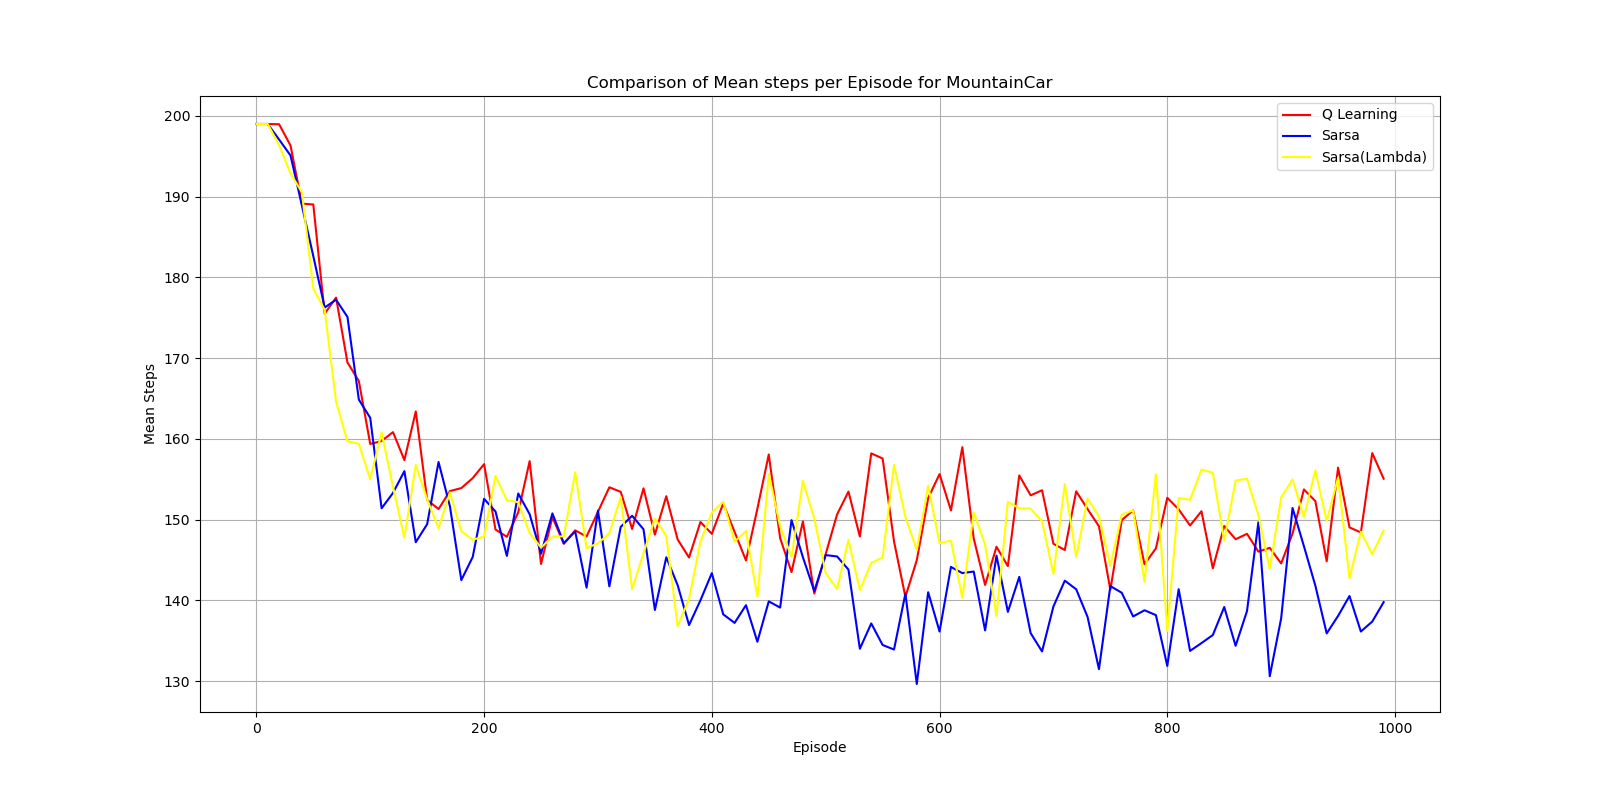 Comparison of Mean steps per Episode for MountainCar
Q Learning
Sarsa
Sarsa(Lambda)
200
190
180
170
160
150
140
130
Mean Steps
0
200
400
600
800
1000
Episode